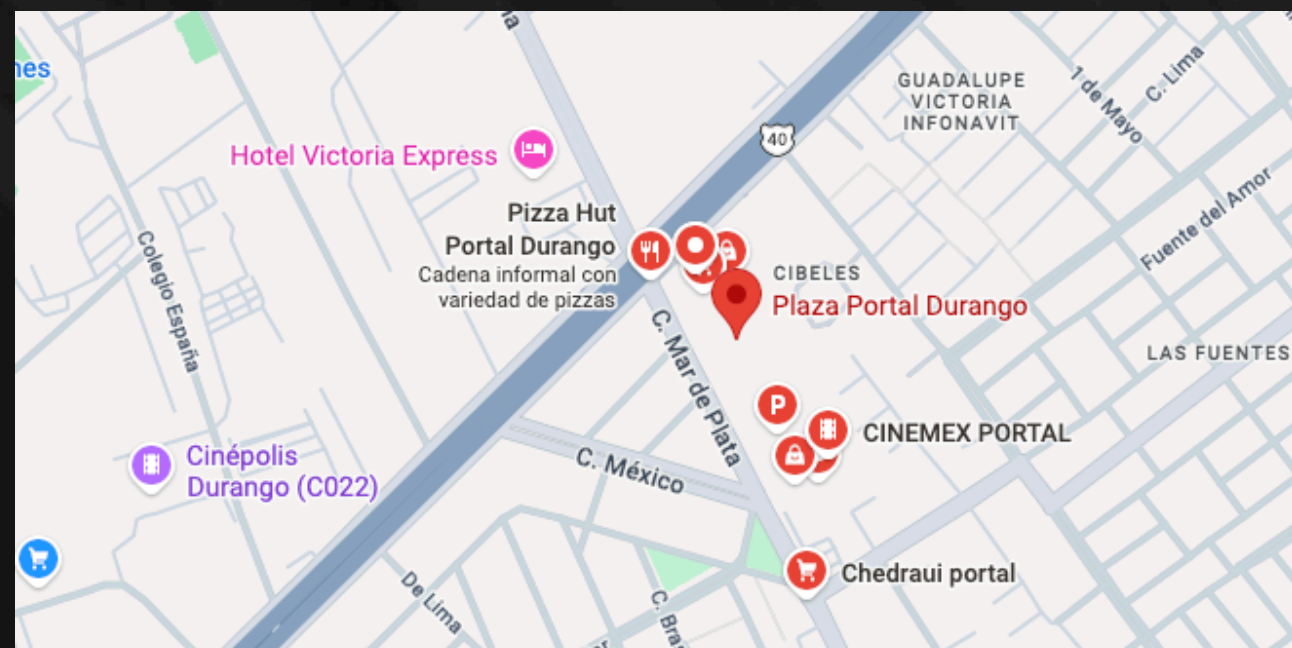 nes
na
GUADALUPE
VICTORIA
INFONAVIT
1 de Mayo
C. Lima
40
Hotel Victoria Express
Pizza Hut
Portal Durango
Cadena informal con
variedad de pizzas
Fuente del Amor
Colegio España
CIBELES
Plaza Portal Durango
LAS FUENTES
C. Mar de Plata
P
CINEMEX PORTAL
Cinépolis
Durango (C022)
C. México
Chedraui portal
De Lima
C. Bras